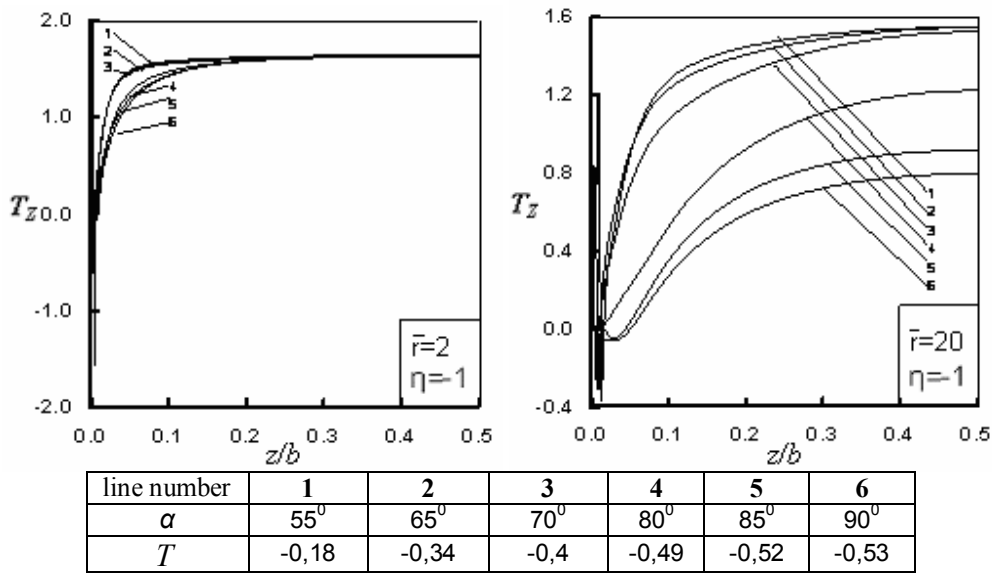 2.0
1.0
0.0
-1.0
-2.0
Tz
1
2
3
4
5
6
r̄=2
η=-1
0.0 0.1 0.2 0.3 0.4 0.5
z/b
1.6
1.2
0.8
0.4
0.0
-0.4
Tz
1
2
3
4
5
6
r̄=20
η=-1
0.0 0.1 0.2 0.3 0.4 0.5
z/b
line number 1 2 3 4 5 6
α 55⁰ 65⁰ 70⁰ 80⁰ 85⁰ 90⁰
T -0,18 -0,34 -0,4 -0,49 -0,52 -0,53